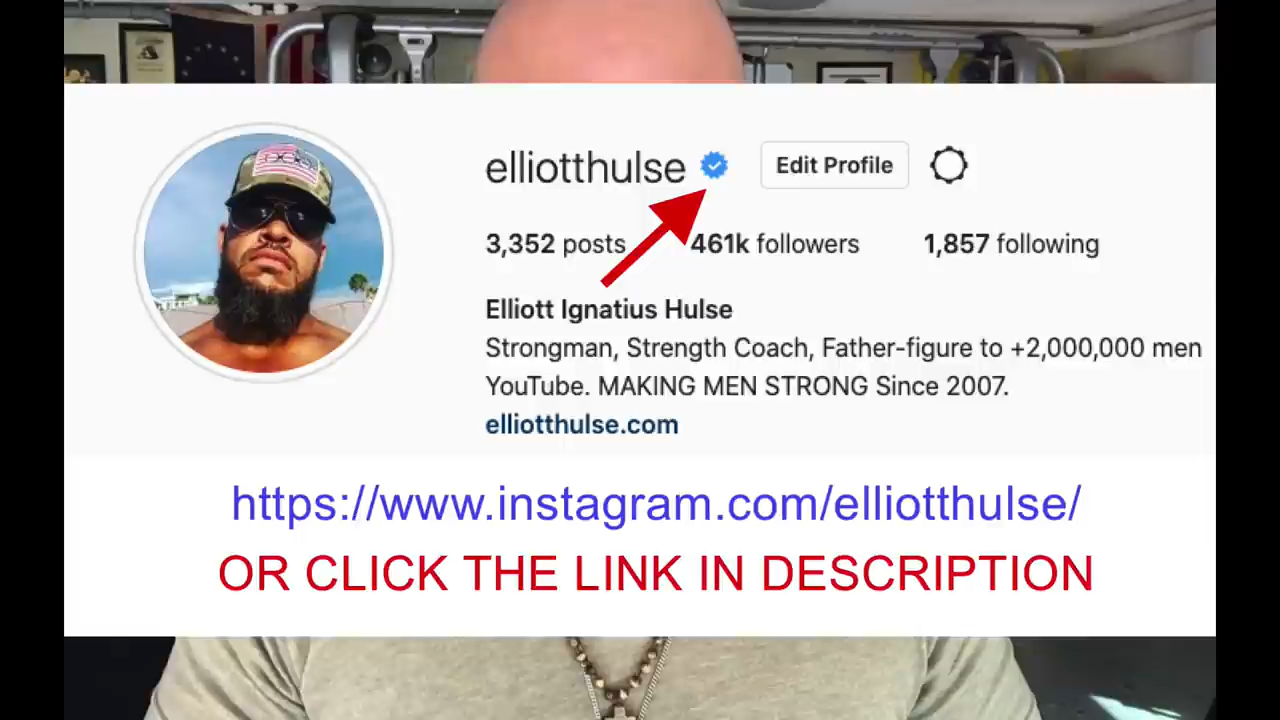 elliotthulse
Edit Profile
3,352 posts
461k followers
1,857 following
Elliott Ignatius Hulse
Strongman, Strength Coach, Father-figure to +2,000,000 men
YouTube. MAKING MEN STRONG Since 2007.
elliotthulse.com
https://www.instagram.com/elliotthulse/
OR CLICK THE LINK IN DESCRIPTION